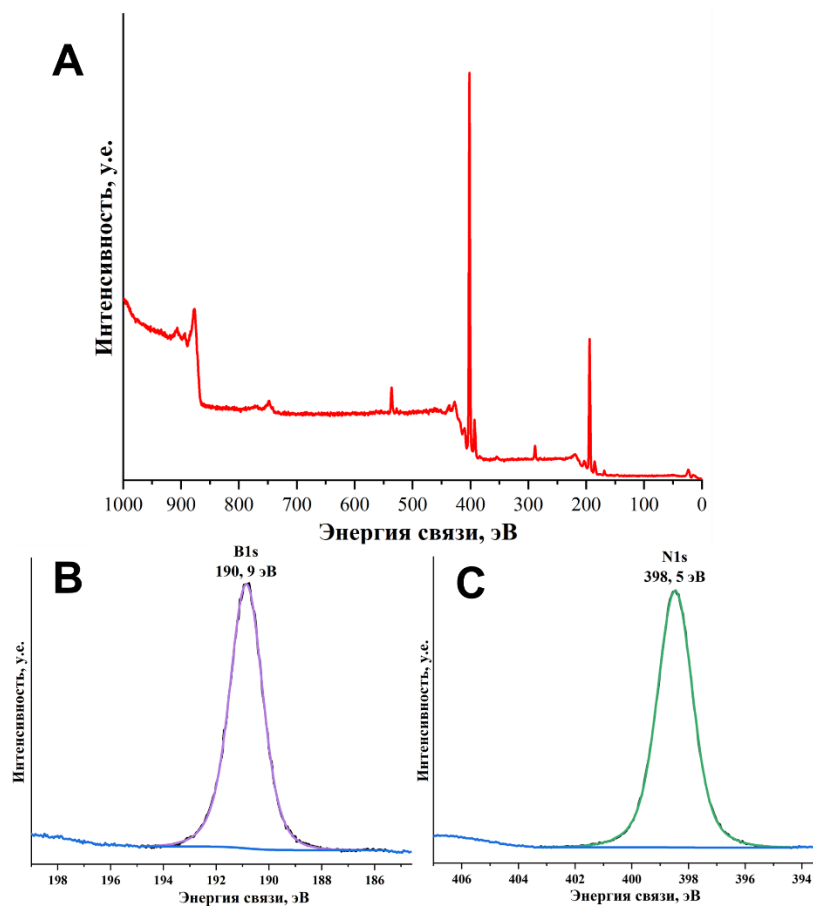 A
Интенсивность, у.е.
1000 900 800 700 600 500 400 300 200 100 0
Энергия связи, эВ
B
B1s
190, 9 эВ
Интенсивность, у.е.
198 196 194 192 190 188 186
Энергия связи, эВ
C
N1s
398, 5 эВ
Интенсивность, у.е.
406 404 402 400 398 396 394
Энергия связи, эВ